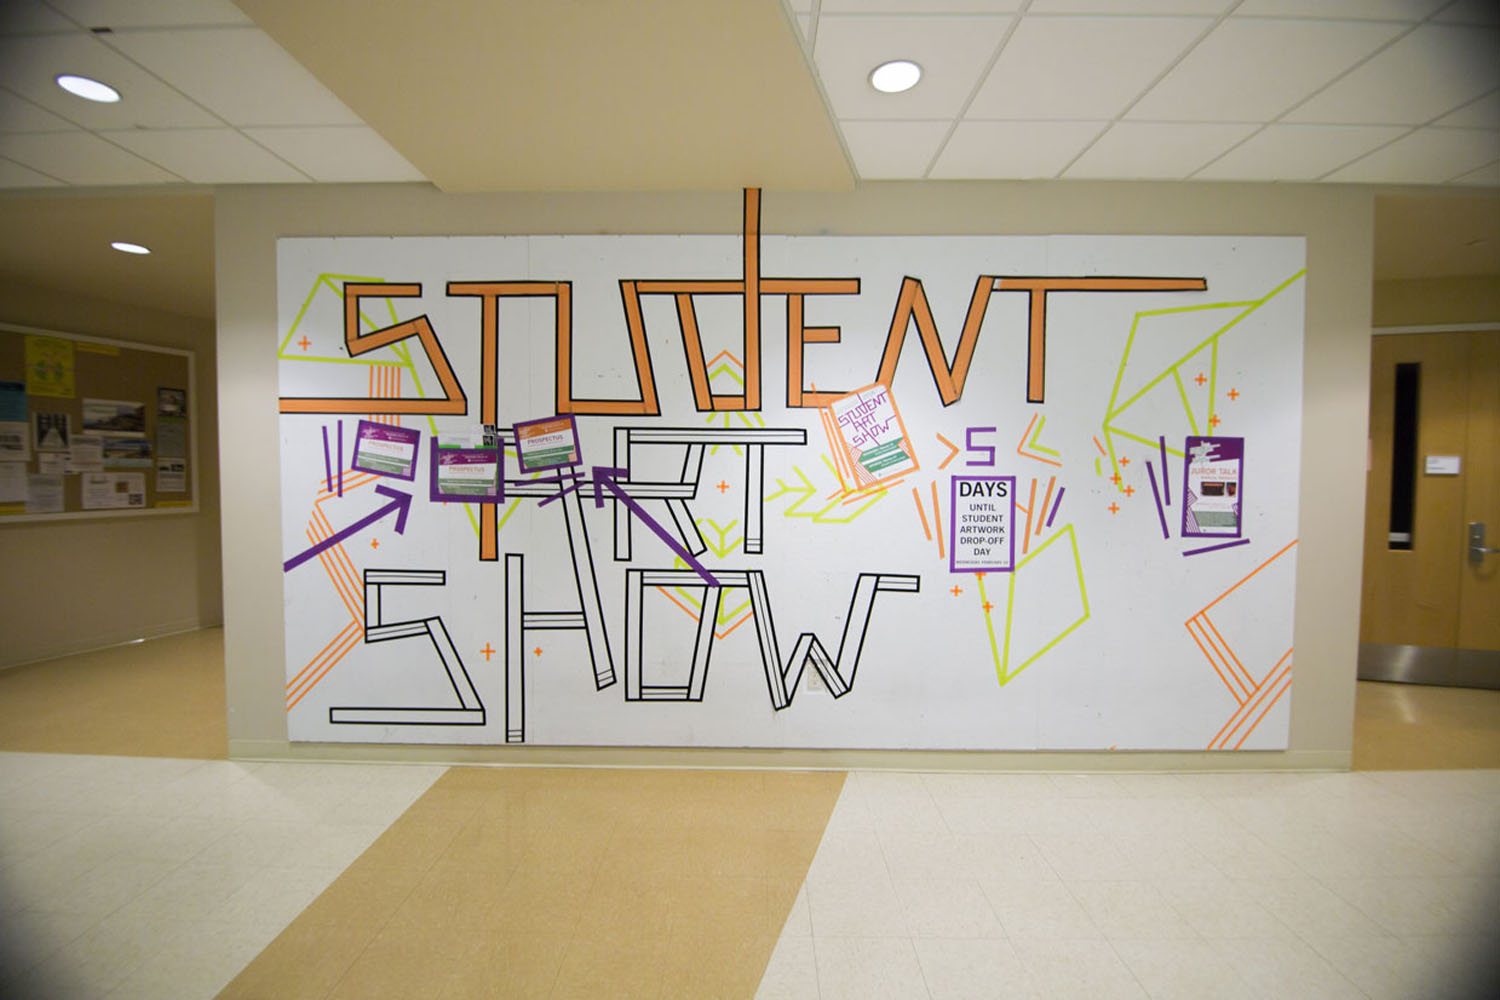 STUDENT
ART
SHOW
PROSPECTUS
PROSPECTUS
PROSPECTUS
STUDENT
ART
SHOW
5
DAYS
UNTIL
STUDENT
ARTWORK
DROP-OFF
DAY
JUROR TALK